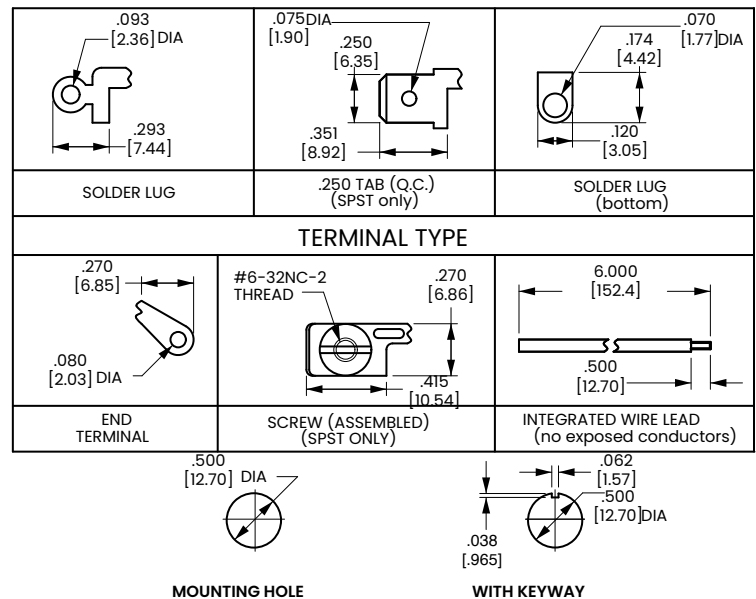 .093
[2.36] DIA
.293
[7.44]
SOLDER LUG
.075DIA
[1.90]
.250
[6.35]
.351
[8.92]
.250 TAB (Q.C.)
(SPST only)
.070
[1.77]DIA
.174
[4.42]
.120
[3.05]
SOLDER LUG
(bottom)
TERMINAL TYPE
.270
[6.85]
.080
[2.03] DIA
END
TERMINAL
#6-32NC-2
THREAD
.270
[6.86]
.415
[10.54]
SCREW (ASSEMBLED)
(SPST ONLY)
6.000
[152.4]
.500
[12.70]
INTEGRATED WIRE LEAD
(no exposed conductors)
.500
[12.70] DIA
MOUNTING HOLE
.062
[1.57]
.500
[12.70]DIA
.038
[.965]
WITH KEYWAY